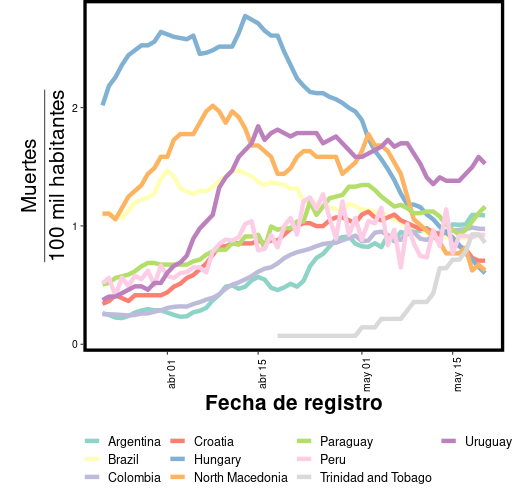 Muertes
100 mil habitantes
2
1
0
abr 01
abr 15
may 01
may 15
Fecha de registro
Argentina
Croatia
Paraguay
Uruguay
Brazil
Hungary
Peru
Colombia
North Macedonia
Trinidad and Tobago